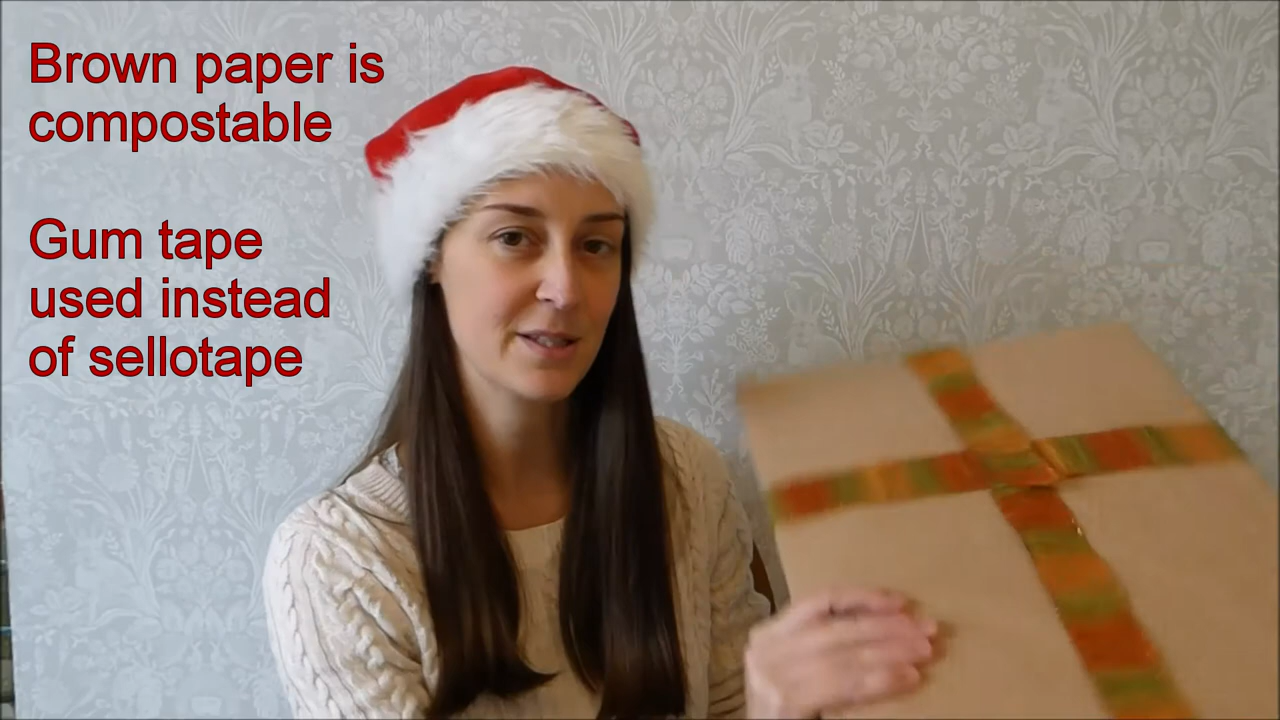 Brown paper is
compostable
Gum tape
used instead
of sellotape